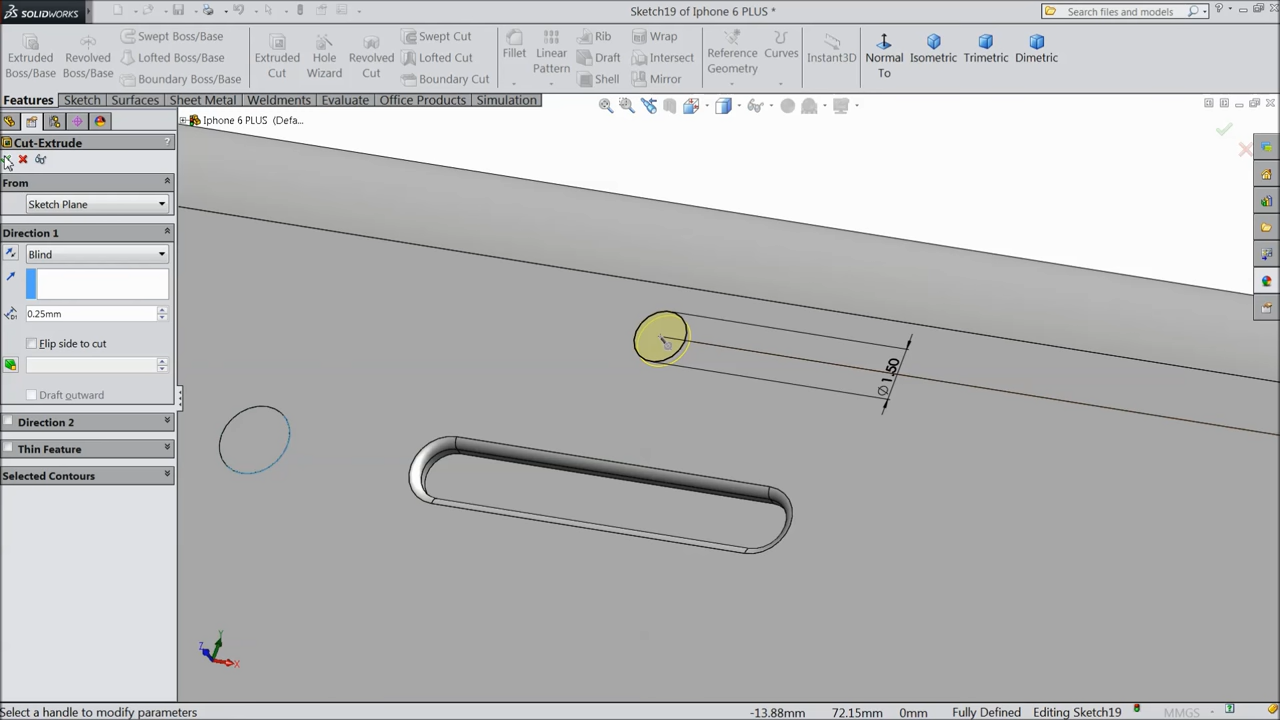 SOLIDWORKS
Sketch19 of Iphone 6 PLUS *
Search files and models
Extruded Boss/Base
Revolved Boss/Base
Swept Boss/Base
Lofted Boss/Base
Boundary Boss/Base
Extruded Cut
Hole Wizard
Revolved Cut
Swept Cut
Lofted Cut
Boundary Cut
Fillet
Linear Pattern
Rib
Draft
Shell
Wrap
Intersect
Mirror
Reference Geometry
Curves
Instant3D
Normal To
Isometric
Trimetric
Dimetric
Features
Sketch
Surfaces
Sheet Metal
Weldments
Evaluate
Office Products
Simulation
Iphone 6 PLUS (Defa...
Cut-Extrude
?
From
Sketch Plane
Direction 1
Blind
0.25mm
Flip side to cut
Draft outward
Direction 2
Thin Feature
Selected Contours
Ø1.50
Y
Z
X
Select a handle to modify parameters
-13.88mm
72.15mm
0mm
Fully Defined
Editing Sketch19
MMGS